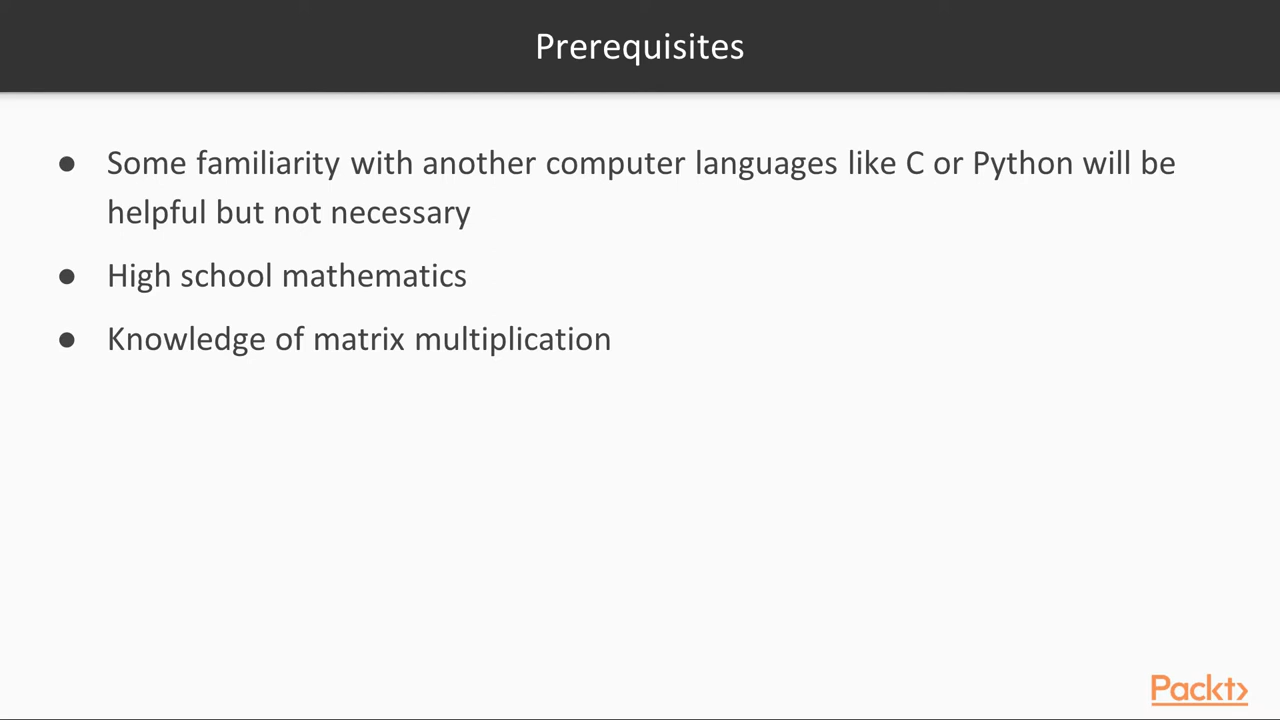 Prerequisites
● Some familiarity with another computer languages like C or Python will be
helpful but not necessary
● High school mathematics
● Knowledge of matrix multiplication
Packt>